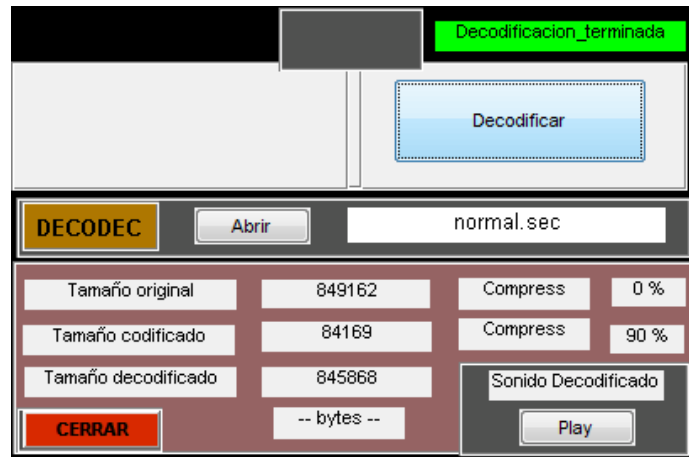 Decodificacion_terminada
Decodificar
DECODEC
Abrir
normal.sec
Tamaño original
849162
Compress
0 %
Tamaño codificado
84169
Compress
90 %
Tamaño decodificado
845868
Sonido Decodificado
CERRAR
-- bytes --
Play